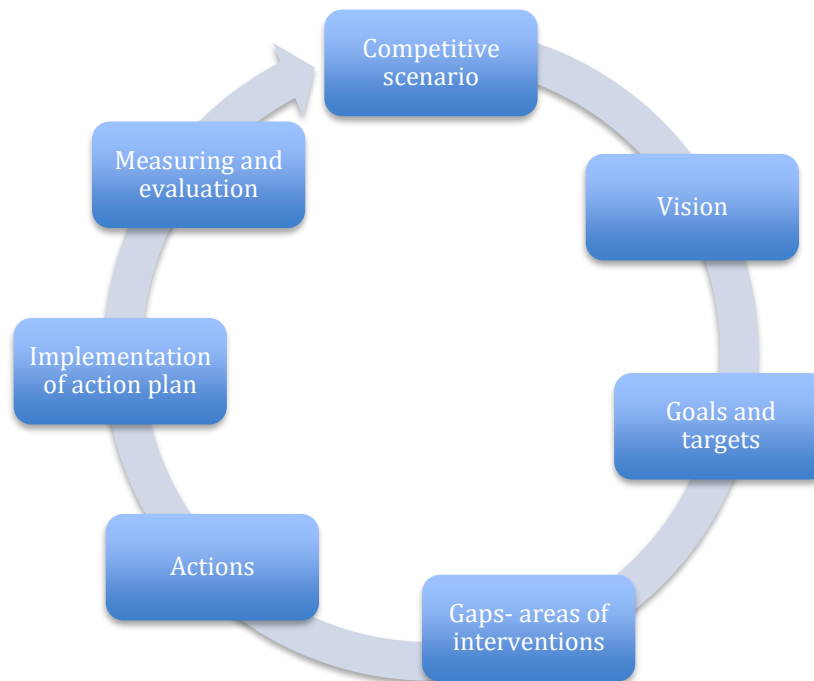 Competitive
scenario
Vision
Goals and
targets
Gaps- areas of
interventions
Actions
Implementation
of action plan
Measuring and
evaluation